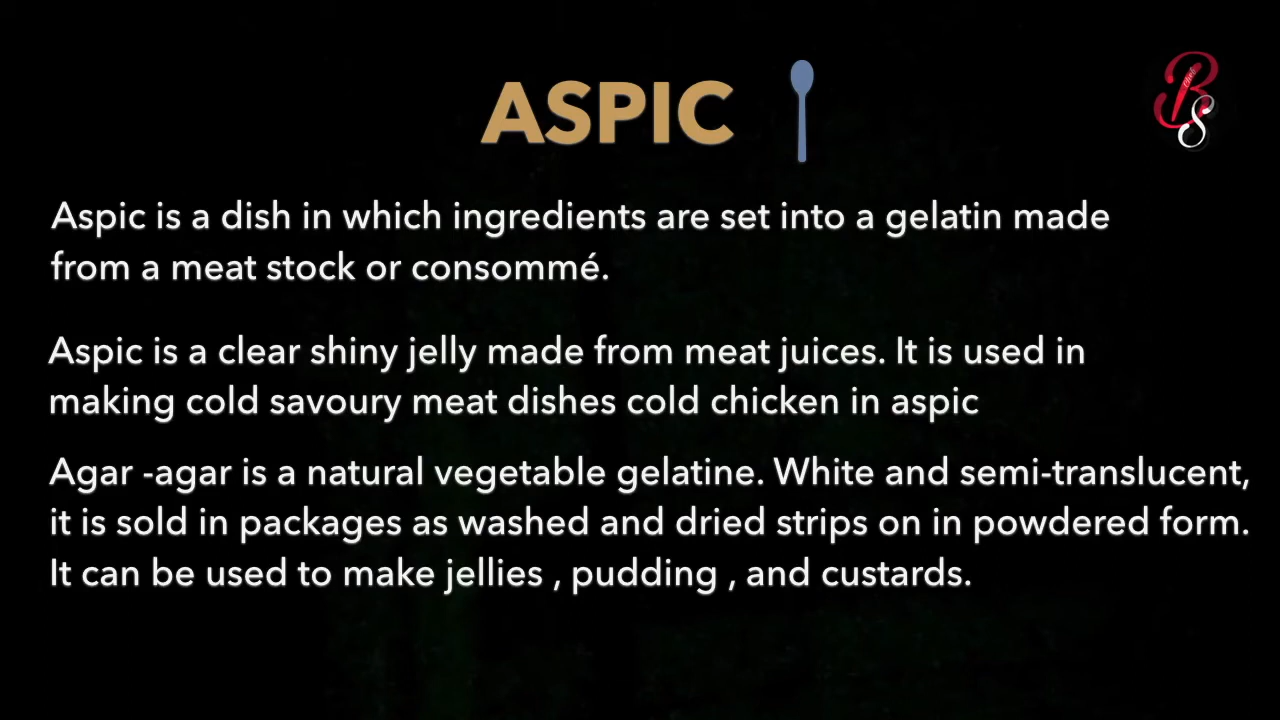 ASPIC
Aspic is a dish in which ingredients are set into a gelatin made
from a meat stock or consommé.
Aspic is a clear shiny jelly made from meat juices. It is used in
making cold savoury meat dishes cold chicken in aspic
Agar -agar is a natural vegetable gelatine. White and semi-translucent,
it is sold in packages as washed and dried strips on in powdered form.
It can be used to make jellies , pudding , and custards.
Chef
BS